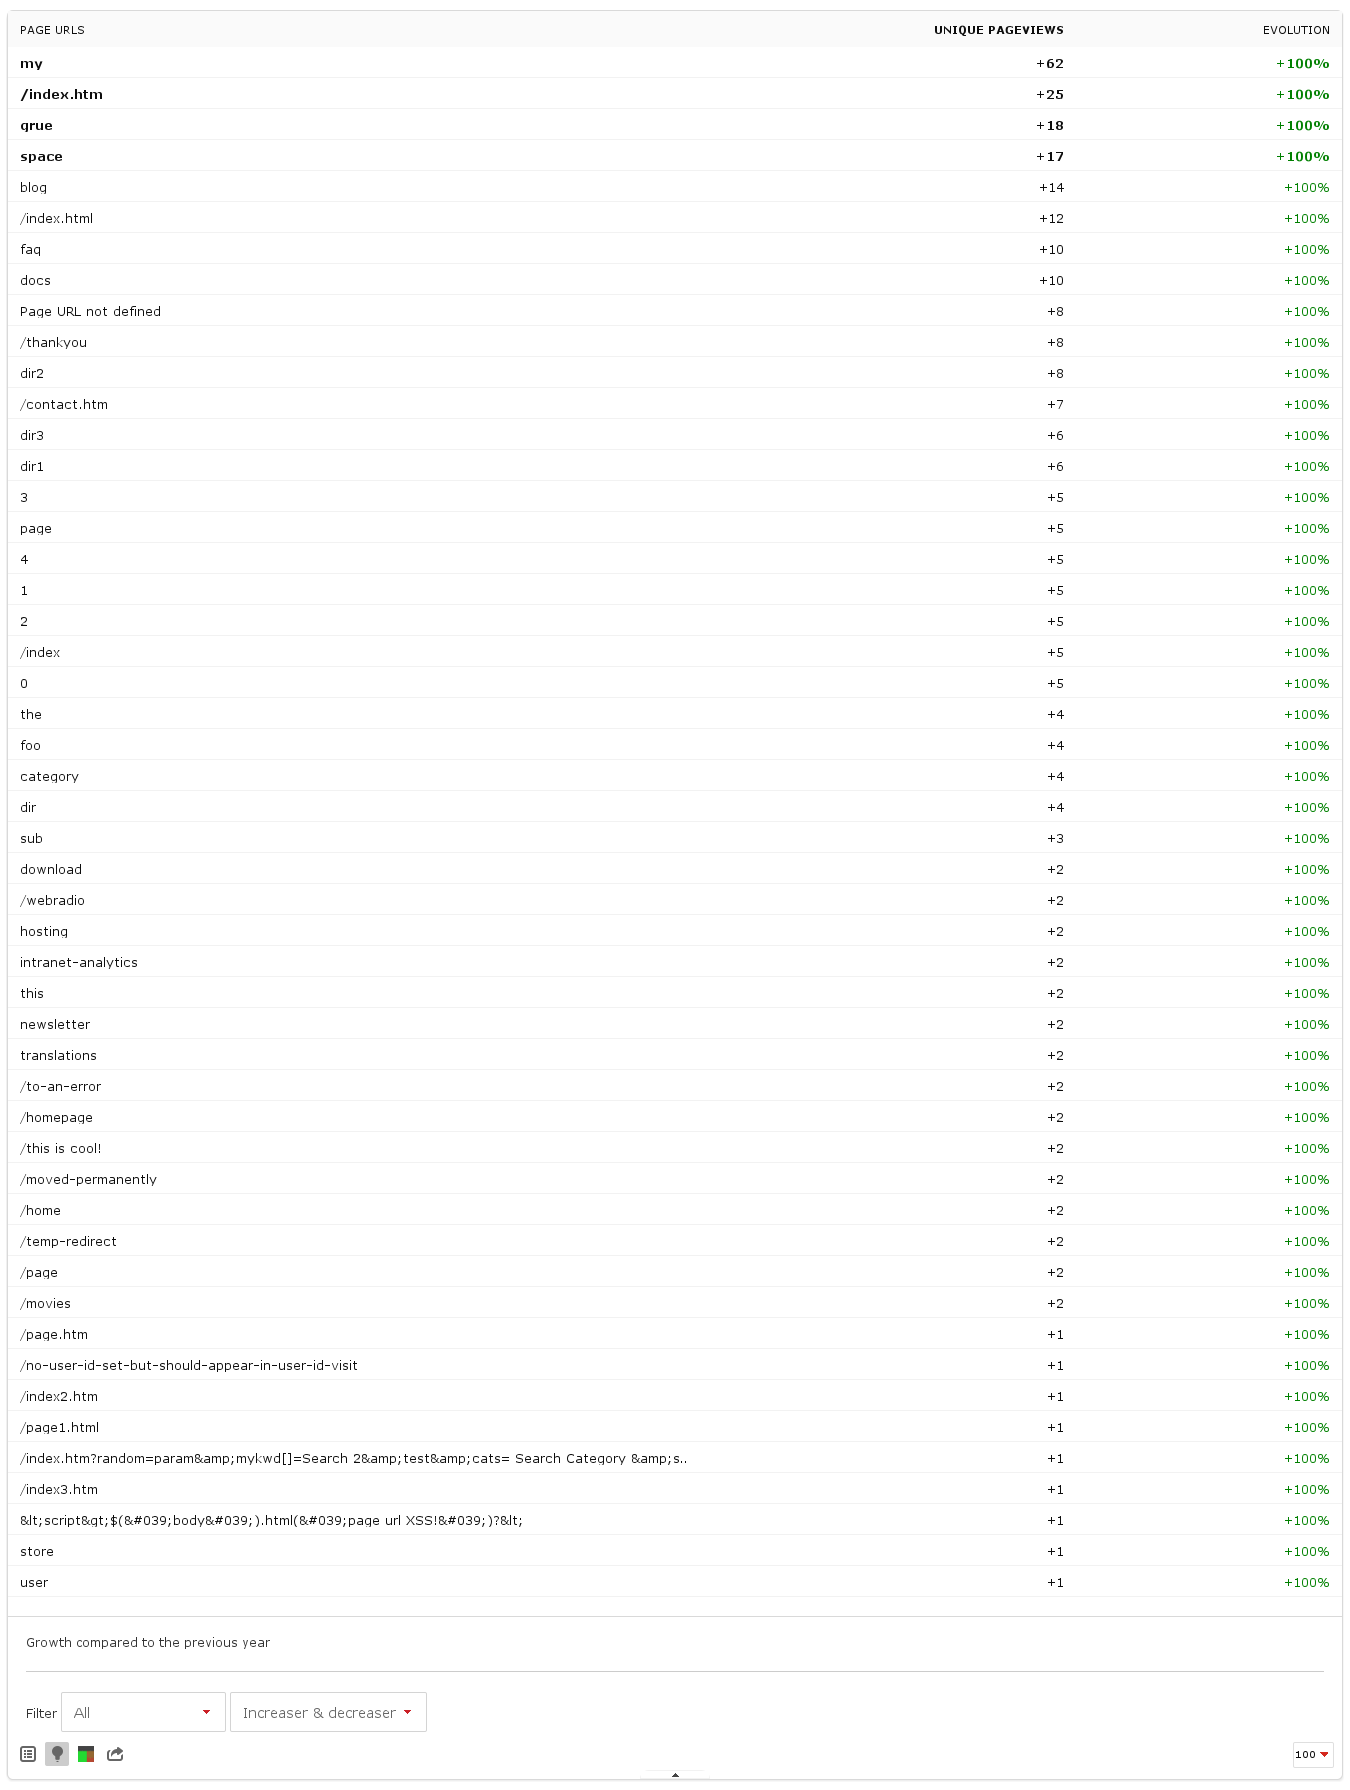 PAGE URLS UNIQUE PAGEVIEWS EVOLUTION
my +62 +100%
/index.htm +25 +100%
grue +18 +100%
space +17 +100%
blog +14 +100%
/index.html +12 +100%
faq +10 +100%
docs +10 +100%
Page URL not defined +8 +100%
/thankyou +8 +100%
dir2 +8 +100%
/contact.htm +7 +100%
dir3 +6 +100%
dir1 +6 +100%
3 +5 +100%
page +5 +100%
4 +5 +100%
1 +5 +100%
2 +5 +100%
/index +5 +100%
0 +5 +100%
the +4 +100%
foo +4 +100%
category +4 +100%
dir +4 +100%
sub +3 +100%
download +2 +100%
/webradio +2 +100%
hosting +2 +100%
intranet-analytics +2 +100%
this +2 +100%
newsletter +2 +100%
translations +2 +100%
/to-an-error +2 +100%
/homepage +2 +100%
/this is cool! +2 +100%
/moved-permanently +2 +100%
/home +2 +100%
/temp-redirect +2 +100%
/page +2 +100%
/movies +2 +100%
/page.htm +1 +100%
/no-user-id-set-but-should-appear-in-user-id-visit +1 +100%
/index2.htm +1 +100%
/page1.html +1 +100%
/index.htm?random=param&amp;mykwd[]=Search 2&amp;test&amp;cats= Search Category &amp;s.. +1 +100%
/index3.htm +1 +100%
&lt;script&gt;$(&#039;body&#039;).html(&#039;page url XSS!&#039;)?&lt; +1 +100%
store +1 +100%
user +1 +100%
Growth compared to the previous year
Filter All Increaser & decreaser
100